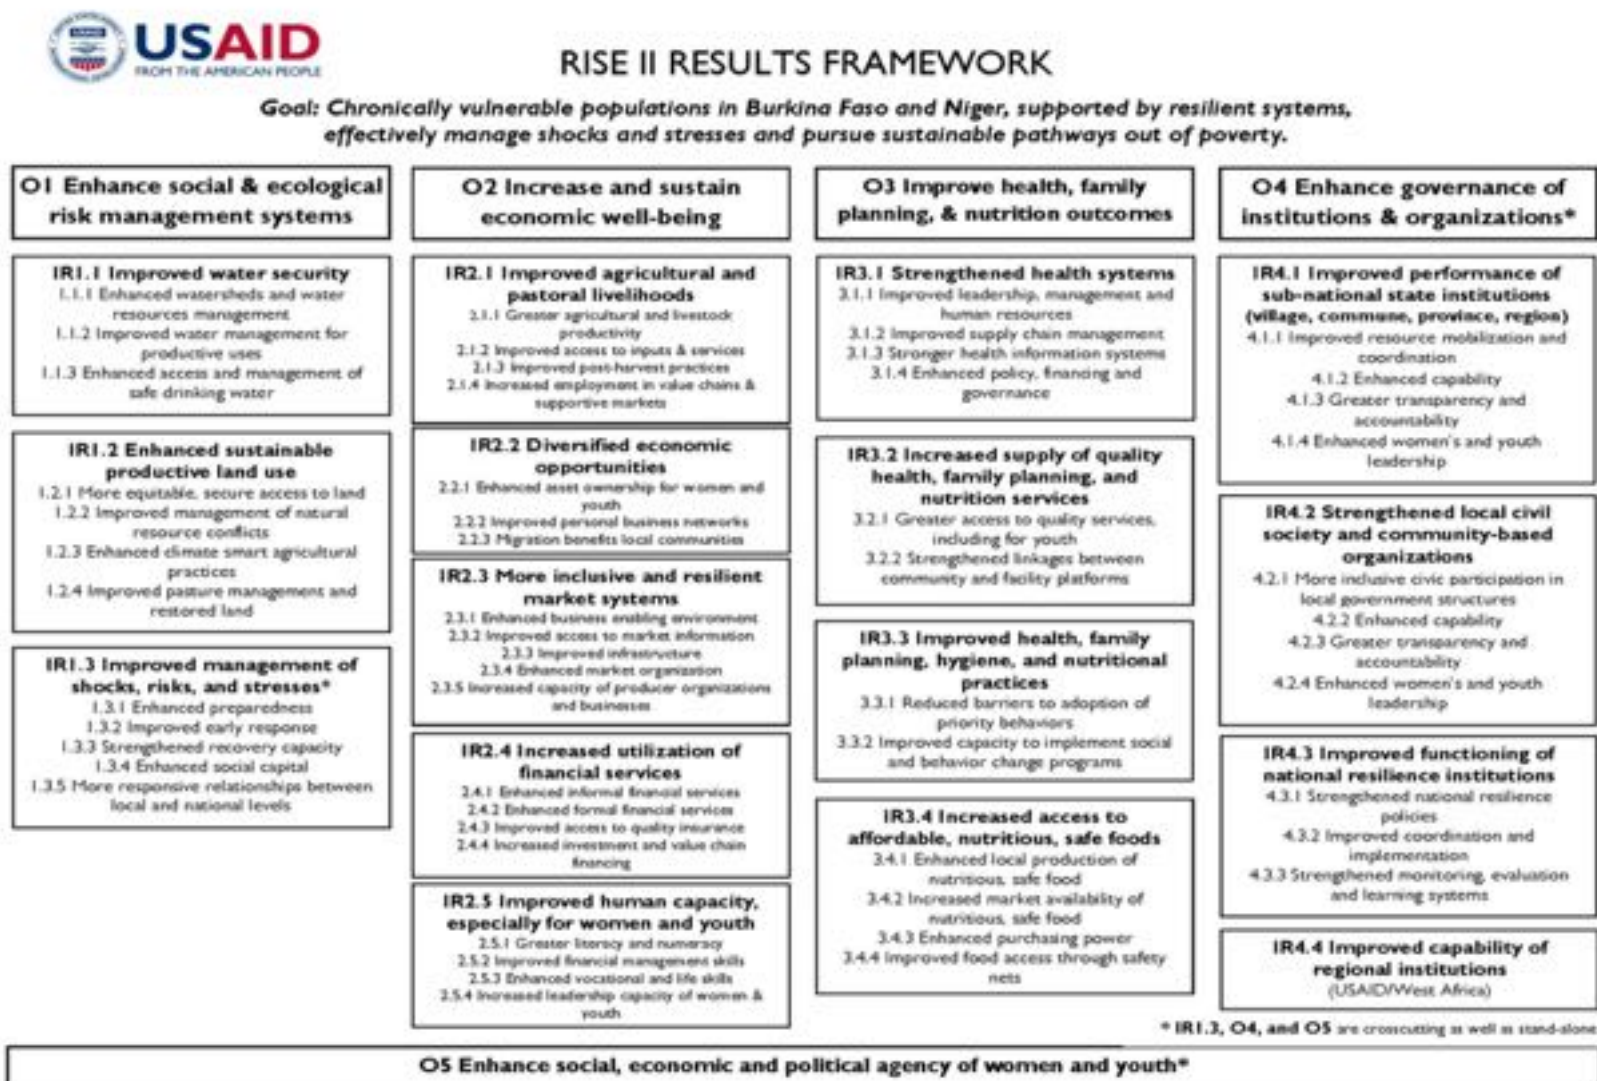 USAID
FROM THE AMERICAN PEOPLE
RISE II RESULTS FRAMEWORK
Goal: Chronically vulnerable populations in Burkina Faso and Niger, supported by resilient systems,
effectively manage shocks and stresses and pursue sustainable pathways out of poverty.
O1 Enhance social & ecological
risk management systems
IR1.1 Improved water security
1.1.1 Enhanced watersheds and water
resources management
1.1.2 Improved water management for
productive uses
1.1.3 Enhanced access and management of
safe drinking water
IR1.2 Enhanced sustainable
productive land use
1.2.1 More equitable, secure access to land
1.2.2 Improved management of natural
resource conflicts
1.2.3 Enhanced climate smart agricultural
practices
1.2.4 Improved pasture management and
restored land
IR1.3 Improved management of
shocks, risks, and stresses*
1.3.1 Enhanced preparedness
1.3.2 Improved early response
1.3.3 Strengthened recovery capacity
1.3.4 Enhanced social capital
1.3.5 More responsive relationships between
local and national levels
O2 Increase and sustain
economic well-being
IR2.1 Improved agricultural and
pastoral livelihoods
2.1.1 Greater agricultural and livestock
productivity
2.1.2 Improved access to inputs & services
2.1.3 Improved post-harvest practices
2.1.4 Increased employment in value chains &
supportive markets
IR2.2 Diversified economic
opportunities
2.2.1 Enhanced asset ownership for women and
youth
2.2.2 Improved personal business networks
2.2.3 Migration benefits local communities
IR2.3 More inclusive and resilient
market systems
2.3.1 Enhanced business enabling environment
2.3.2 Improved access to market information
2.3.3 Improved infrastructure
2.3.4 Enhanced market organization
2.3.5 Increased capacity of producer organizations
and businesses
IR2.4 Increased utilization of
financial services
2.4.1 Enhanced informal financial services
2.4.2 Enhanced formal financial services
2.4.3 Improved access to quality insurance
2.4.4 Increased investment and value chain
financing
IR2.5 Improved human capacity,
especially for women and youth
2.5.1 Greater literacy and numeracy
2.5.2 Improved financial management skills
2.5.3 Enhanced vocational and life skills
2.5.4 Increased leadership capacity of women &
youth
O3 Improve health, family
planning, & nutrition outcomes
IR3.1 Strengthened health systems
3.1.1 Improved leadership, management and
human resources
3.1.2 Improved supply chain management
3.1.3 Stronger health information systems
3.1.4 Enhanced policy, financing and
governance
IR3.2 Increased supply of quality
health, family planning, and
nutrition services
3.2.1 Greater access to quality services,
including for youth
3.2.2 Strengthened linkages between
community and facility platforms
IR3.3 Improved health, family
planning, hygiene, and nutritional
practices
3.3.1 Reduced barriers to adoption of
priority behaviors
3.3.2 Improved capacity to implement social
and behavior change programs
IR3.4 Increased access to
affordable, nutritious, safe foods
3.4.1 Enhanced local production of
nutritious, safe food
3.4.2 Increased market availability of
nutritious, safe food
3.4.3 Enhanced purchasing power
3.4.4 Improved food access through safety
nets
O4 Enhance governance of
institutions & organizations*
IR4.1 Improved performance of
sub-national state institutions
(village, commune, province, region)
4.1.1 Improved resource mobilization and
coordination
4.1.2 Enhanced capability
4.1.3 Greater transparency and
accountability
4.1.4 Enhanced women's and youth
leadership
IR4.2 Strengthened local civil
society and community-based
organizations
4.2.1 More inclusive civic participation in
local government structures
4.2.2 Enhanced capability
4.2.3 Greater transparency and
accountability
4.2.4 Enhanced women's and youth
leadership
IR4.3 Improved functioning of
national resilience institutions
4.3.1 Strengthened national resilience
policies
4.3.2 Improved coordination and
implementation
4.3.3 Strengthened monitoring, evaluation
and learning systems
IR4.4 Improved capability of
regional institutions
(USAID/West Africa)
* IR1.3, O4, and O5 are crosscutting as well as stand-alone
O5 Enhance social, economic and political agency of women and youth*